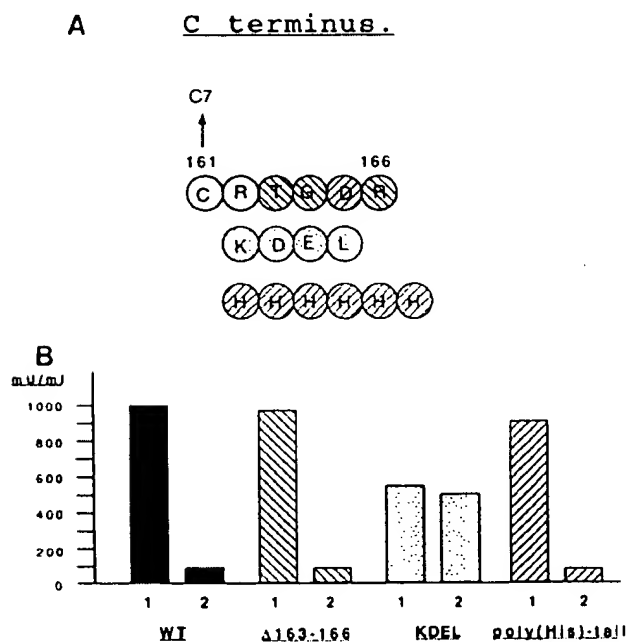 A C terminus.
C7
161 166
C R T G D R
K D E L
H H H H H H
B
mU/ml
1000
800
600
400
200
0
1 2 1 2 1 2 1 2
WT Δ163-166 KDEL poly(His)-tail